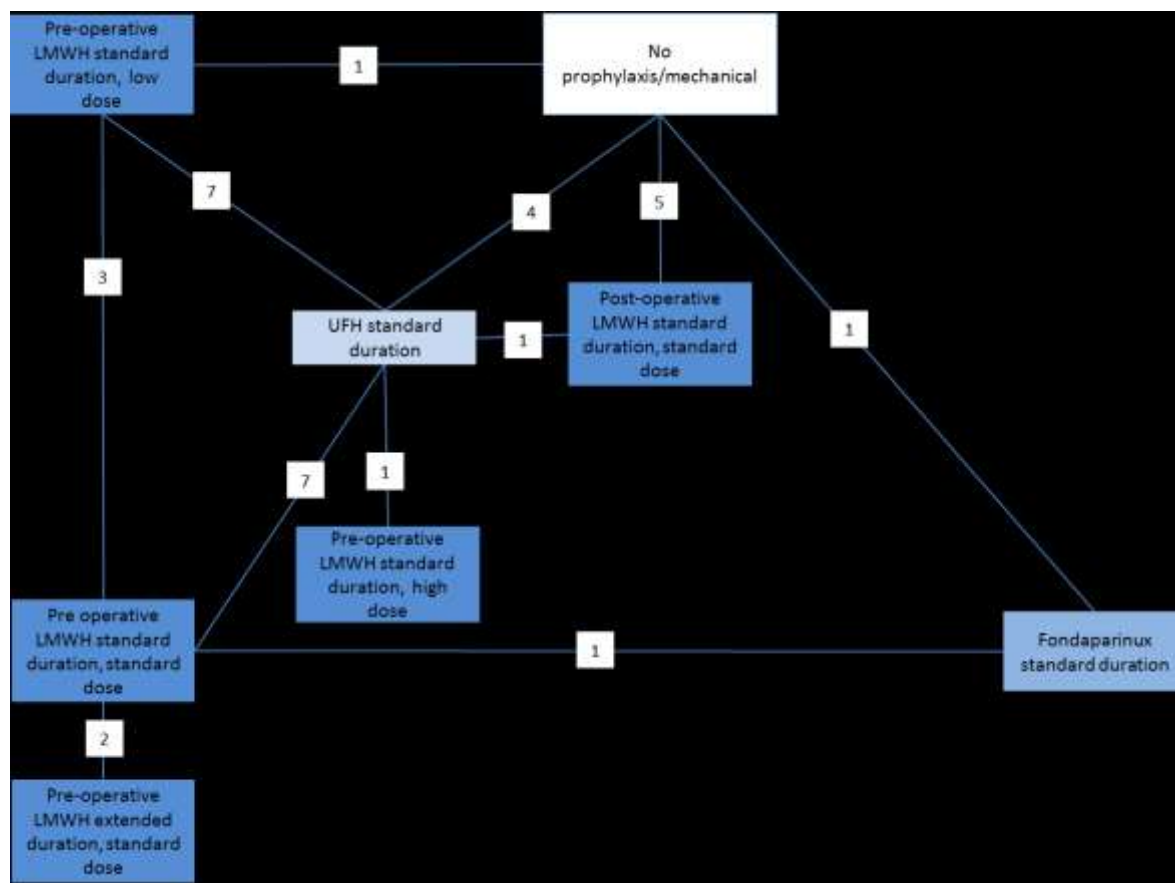 Pre-operative
LMWH standard
duration, low
dose
1
No
prophylaxis/mechanical
7
4
5
3
UFH standard
duration
1
Post-operative
LMWH standard
duration, standard
dose
1
7
1
Pre-operative
LMWH standard
duration, high
dose
Pre operative
LMWH standard
duration, standard
dose
1
Fondaparinux
standard duration
2
Pre-operative
LMWH extended
duration, standard
dose